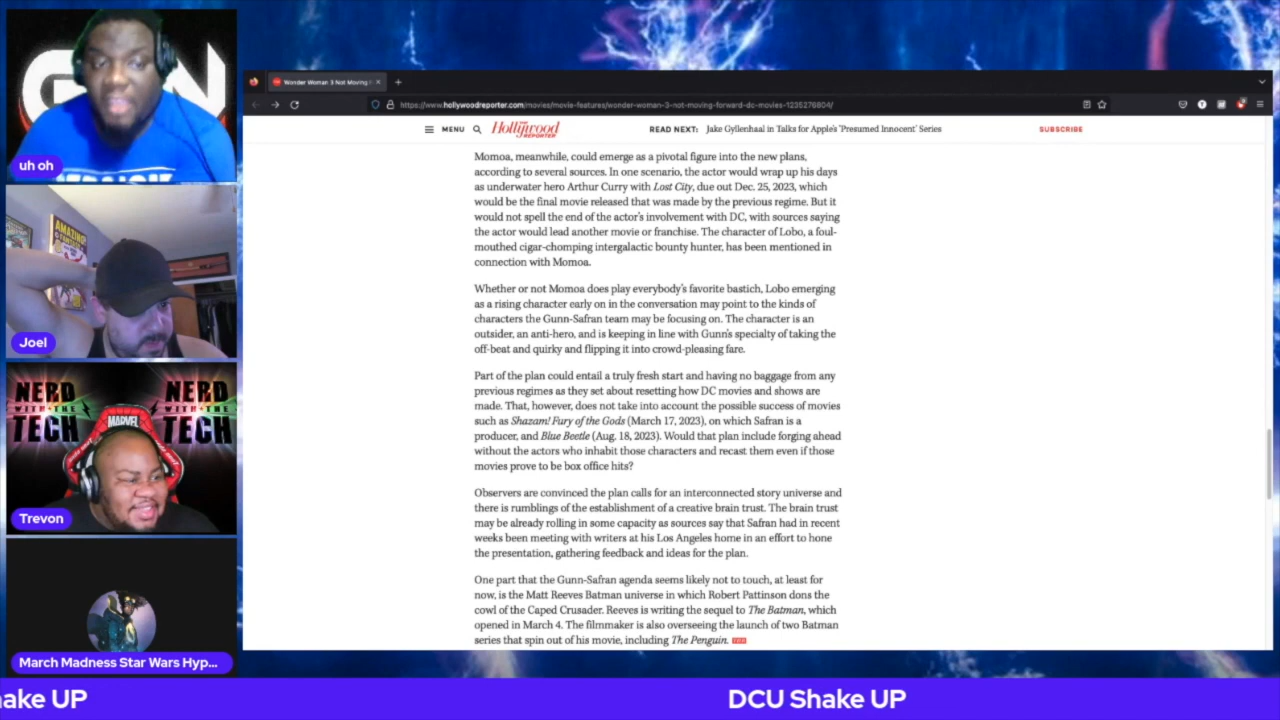 uh oh
AMAZING
Joel
NERD
WITH·THE
TECH
NERD
WITH·THE
TECH
MARVEL
Trevon
March Madness Star Wars Hyp...
Wonder Woman 3 Not Moving
https://www.hollywoodreporter.com/movies/movie-features/wonder-woman-3-not-moving-forward-dc-movies-1235276804/
MENU
Hollywood
REPORTER
READ NEXT: Jake Gyllenhaal in Talks for Apple's 'Presumed Innocent' Series
SUBSCRIBE
Momoa, meanwhile, could emerge as a pivotal figure into the new plans,
according to several sources. In one scenario, the actor would wrap up his days
as underwater hero Arthur Curry with Lost City, due out Dec. 25, 2023, which
would be the final movie released that was made by the previous regime. But it
would not spell the end of the actor's involvement with DC, with sources saying
the actor would lead another movie or franchise. The character of Lobo, a foul-
mouthed cigar-chomping intergalactic bounty hunter, has been mentioned in
connection with Momoa.
Whether or not Momoa does play everybody's favorite bastich, Lobo emerging
as a rising character early on in the conversation may point to the kinds of
characters the Gunn-Safran team may be focusing on. The character is an
outsider, an anti-hero, and is keeping in line with Gunn's specialty of taking the
off-beat and quirky and flipping it into crowd-pleasing fare.
Part of the plan could entail a truly fresh start and having no baggage from any
previous regimes as they set about resetting how DC movies and shows are
made. That, however, does not take into account the possible success of movies
such as Shazam! Fury of the Gods (March 17, 2023), on which Safran is a
producer, and Blue Beetle (Aug. 18, 2023). Would that plan include forging ahead
without the actors who inhabit those characters and recast them even if those
movies prove to be box office hits?
Observers are convinced the plan calls for an interconnected story universe and
there is rumblings of the establishment of a creative brain trust. The brain trust
may be already rolling in some capacity as sources say that Safran had in recent
weeks been meeting with writers at his Los Angeles home in an effort to hone
the presentation, gathering feedback and ideas for the plan.
One part that the Gunn-Safran agenda seems likely not to touch, at least for
now, is the Matt Reeves Batman universe in which Robert Pattinson dons the
cowl of the Caped Crusader. Reeves is writing the sequel to The Batman, which
opened in March 4. The filmmaker is also overseeing the launch of two Batman
series that spin out of his movie, including The Penguin. THR
ake UP
DCU Shake UP